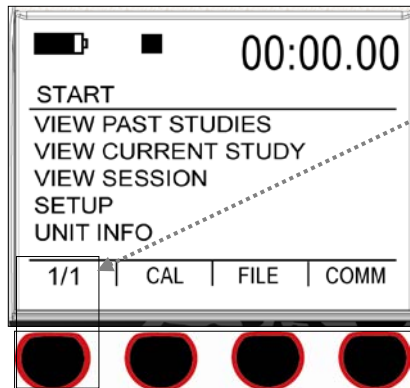 00:00.00
START
VIEW PAST STUDIES
VIEW CURRENT STUDY
VIEW SESSION
SETUP
UNIT INFO
1/1 CAL FILE COMM